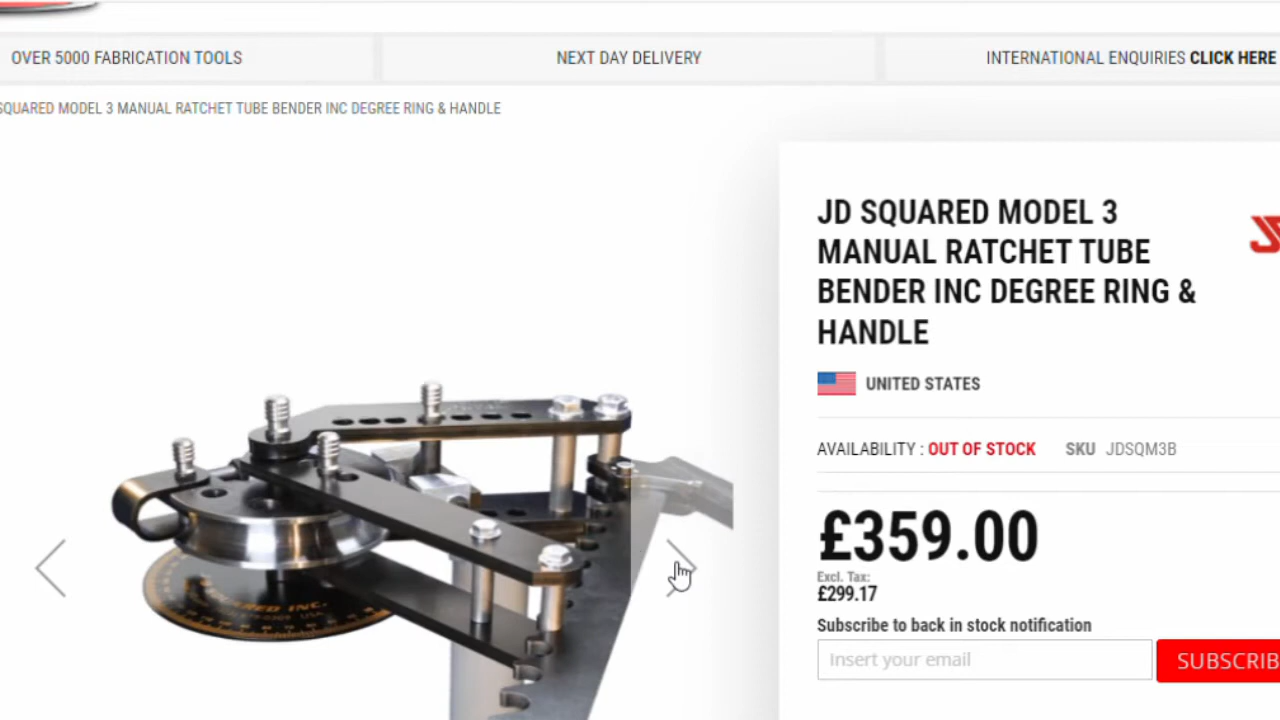 OVER 5000 FABRICATION TOOLS
NEXT DAY DELIVERY
INTERNATIONAL ENQUIRIES CLICK HERE
SQUARED MODEL 3 MANUAL RATCHET TUBE BENDER INC DEGREE RING & HANDLE
JD SQUARED MODEL 3
MANUAL RATCHET TUBE
BENDER INC DEGREE RING &
HANDLE
UNITED STATES
AVAILABILITY : OUT OF STOCK SKU JDSQM3B
£359.00
Excl. Tax:
£299.17
Subscribe to back in stock notification
Insert your email
SUBSCRIB
INC.
USA